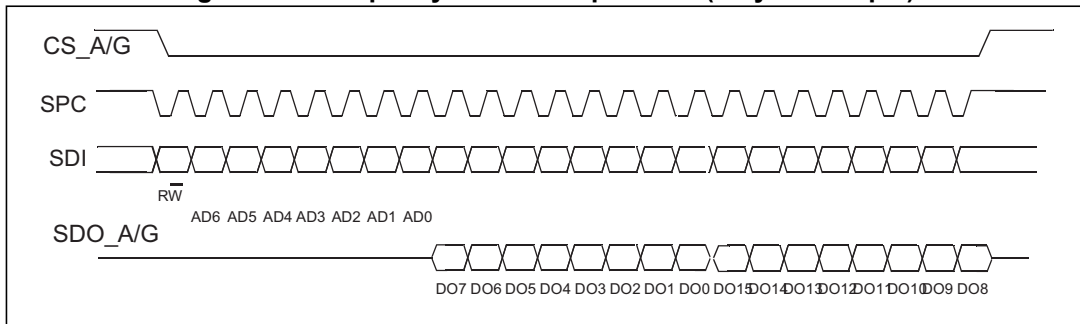 CS_A/G
SPC
SDI
RW
AD6 AD5 AD4 AD3 AD2 AD1 AD0
SDO_A/G
DO7 DO6 DO5 DO4 DO3 DO2 DO1 DO0 DO15 DO14 DO13 DO12 DO11 DO10 DO9 DO8